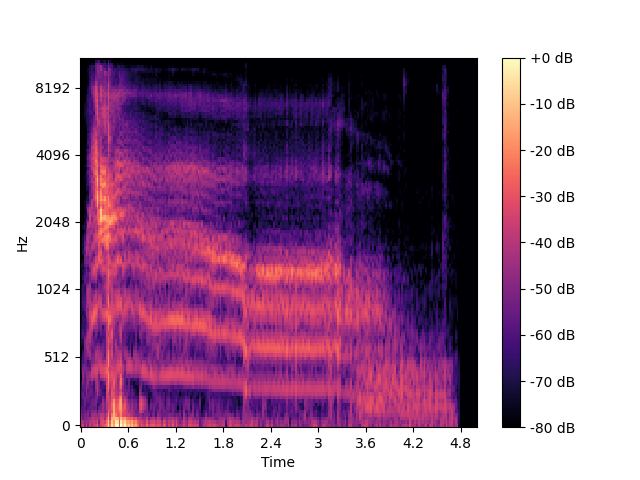 8192
4096
2048
1024
512
0
Hz
0 0.6 1.2 1.8 2.4 3 3.6 4.2 4.8
Time
+0 dB
-10 dB
-20 dB
-30 dB
-40 dB
-50 dB
-60 dB
-70 dB
-80 dB